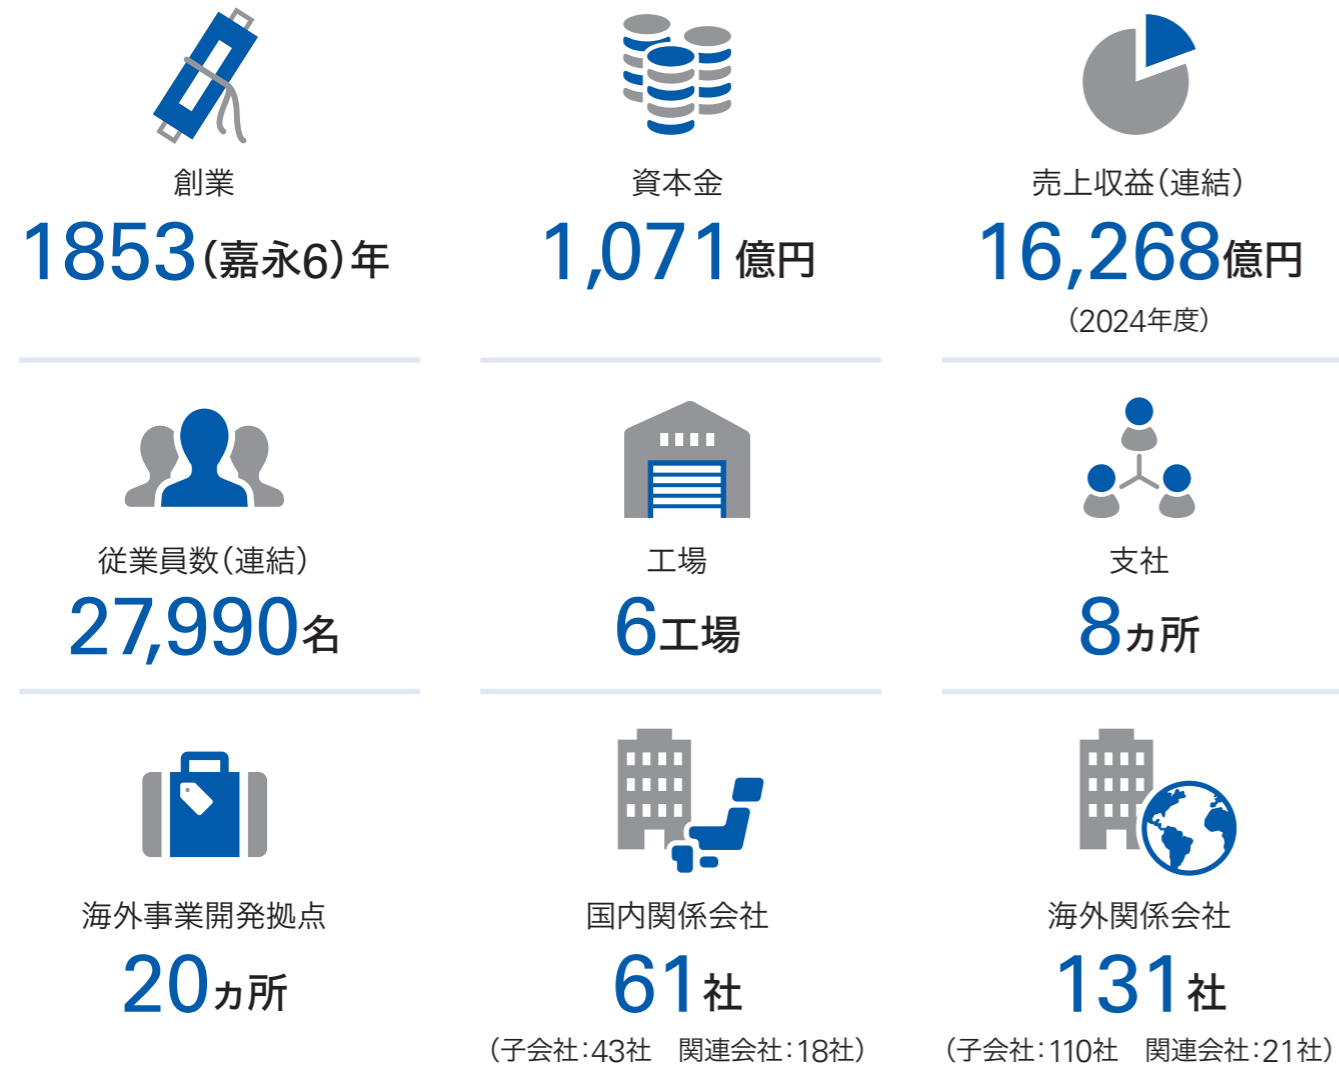 創業
1853(嘉永6)年
資本金
1,071億円
売上収益(連結)
16,268億円
(2024年度)
従業員数(連結)
27,990名
工場
6工場
支社
8ヵ所
海外事業開発拠点
20ヵ所
国内関係会社
61社
(子会社:43社　関連会社:18社)
海外関係会社
131社
(子会社:110社　関連会社:21社)